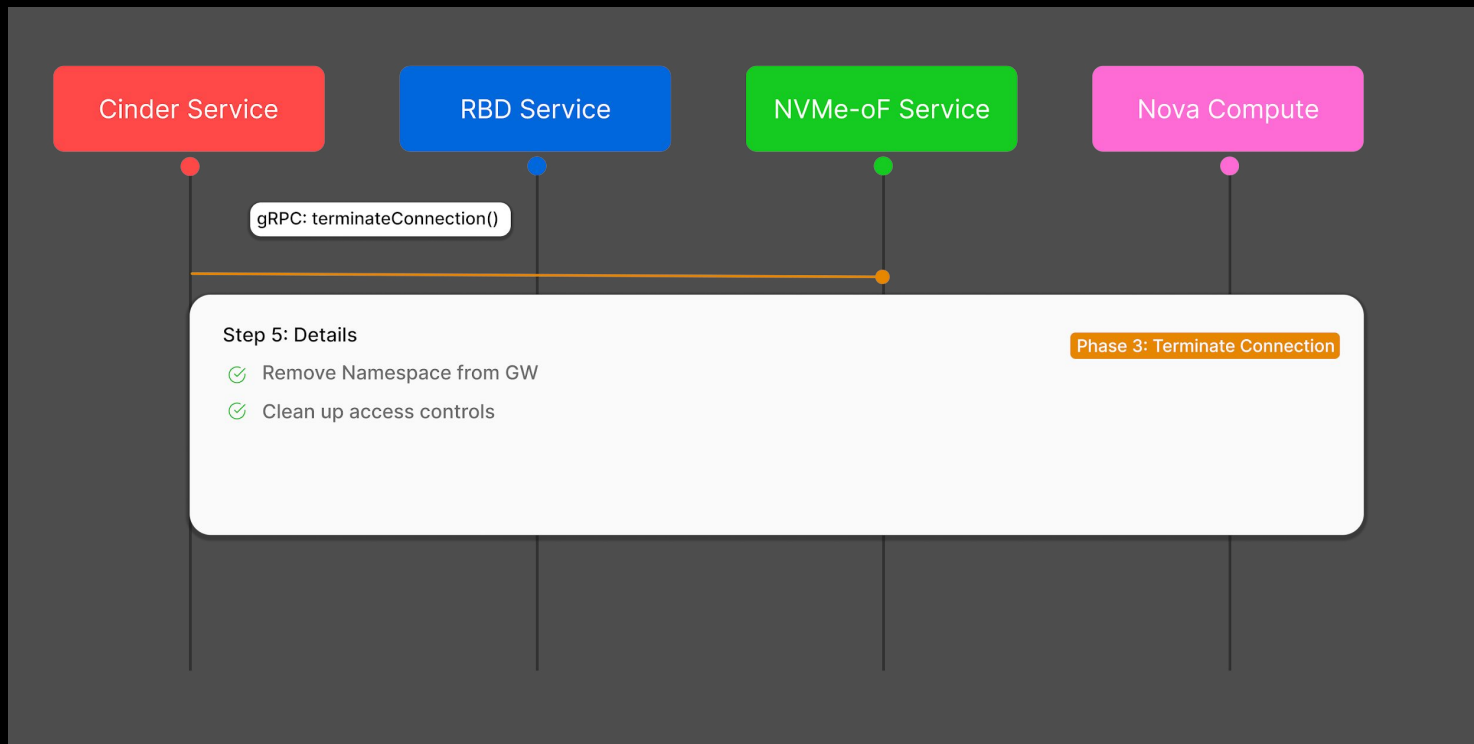 Cinder Service
RBD Service
NVMe-oF Service
Nova Compute
gRPC: terminateConnection()
Step 5: Details
Phase 3: Terminate Connection
Remove Namespace from GW
Clean up access controls